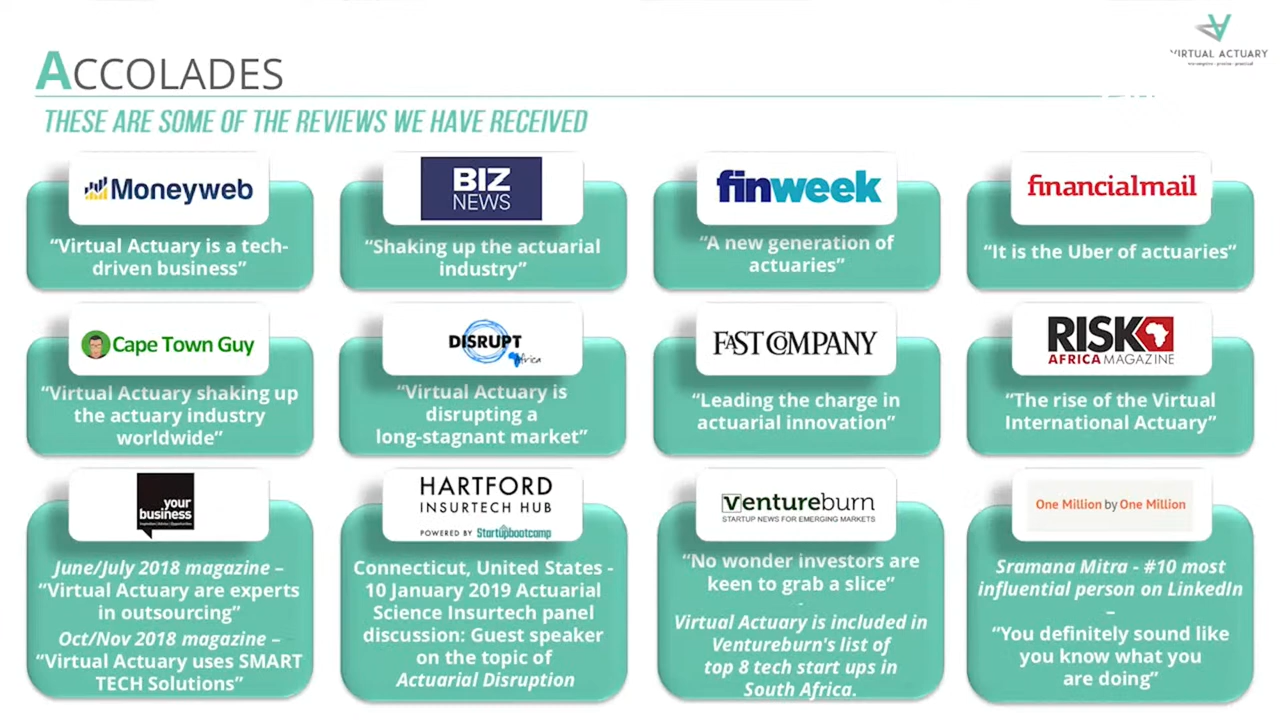 VIRTUAL ACTUARY
ACCOLADES
THESE ARE SOME OF THE REVIEWS WE HAVE RECEIVED
Moneyweb
“Virtual Actuary is a tech-
driven business”
BIZ
NEWS
“Shaking up the actuarial
industry”
finweek
“A new generation of
actuaries”
financialmail
“It is the Uber of actuaries”
Cape Town Guy
“Virtual Actuary shaking up
the actuary industry
worldwide”
DISRUPT
Africa
“Virtual Actuary is
disrupting a
long-stagnant market”
FAST COMPANY
“Leading the charge in
actuarial innovation”
RISK
AFRICA MAGAZINE
“The rise of the Virtual
International Actuary”
your
business
June/July 2018 magazine –
“Virtual Actuary are experts
in outsourcing”
Oct/Nov 2018 magazine –
“Virtual Actuary uses SMART
TECH Solutions”
HARTFORD
INSURTECH HUB
POWERED BY Startupbootcamp
Connecticut, United States -
10 January 2019 Actuarial
Science Insurtech panel
discussion: Guest speaker
on the topic of
Actuarial Disruption
ventureburn
STARTUP NEWS FOR EMERGING MARKETS
“No wonder investors are
keen to grab a slice”
-
Virtual Actuary is included in
Ventureburn's list of
top 8 tech start ups in
South Africa.
One Million by One Million
Sramana Mitra - #10 most
influential person on LinkedIn
–
“You definitely sound like
you know what you
are doing”